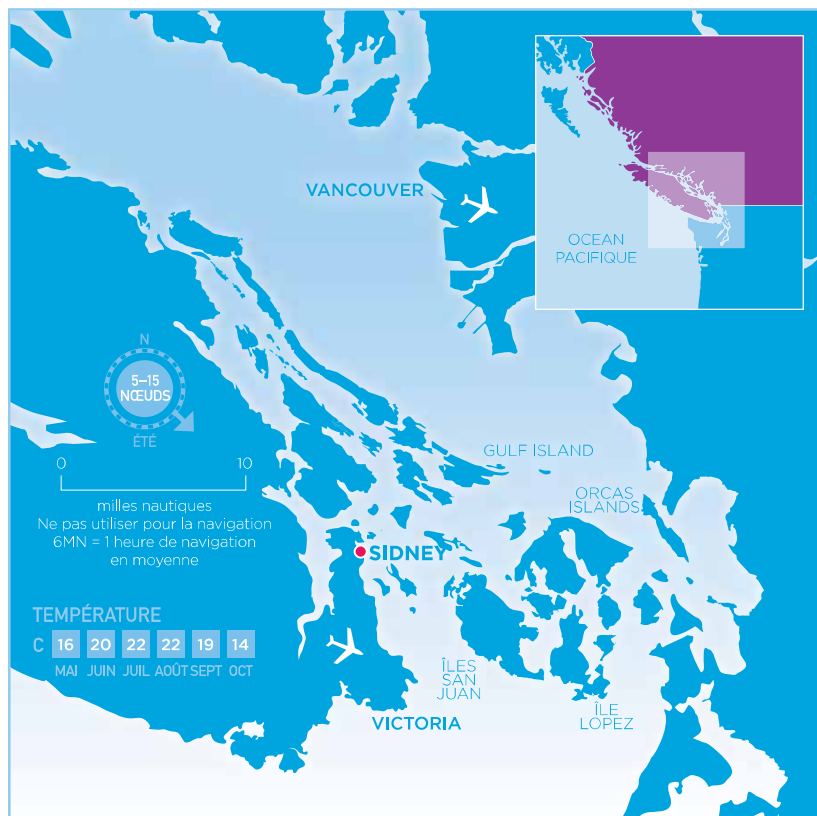 VANCOUVER
OCEAN
PACIFIQUE
N
5–15
NŒUDS
ÉTÉ
0 10
milles nautiques
Ne pas utiliser pour la navigation
6MN = 1 heure de navigation
en moyenne
GULF ISLAND
ORCAS
ISLANDS
SIDNEY
TEMPÉRATURE
C 16 20 22 22 19 14
MAI JUIN JUIL AOÛT SEPT OCT
ÎLES
SAN
JUAN
ÎLE
LOPEZ
VICTORIA